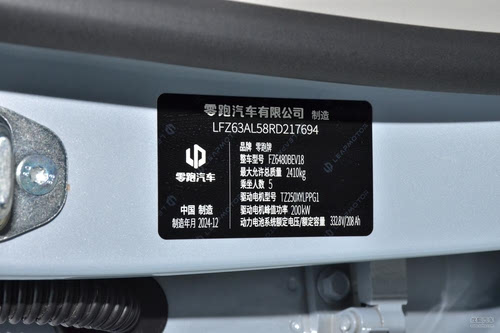 零跑汽车有限公司 制造
LFZ63AL58RD217694
品牌 零跑牌
整车型号 FZ6480BEV18
最大允许总质量 2410kg
乘坐人数 5
驱动电机型号 TZ250XYLPPG1
驱动电机峰值功率 200kW
动力电池系统额定电压/额定容量 332.8V/208 Ah
零跑汽车
中国 制造
制造年月 2024-12